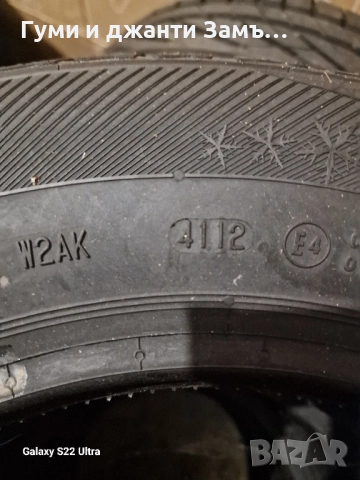 Гуми и джанти Замъ...
W2AK
4112
E4
Galaxy S22 Ultra
BAZAR